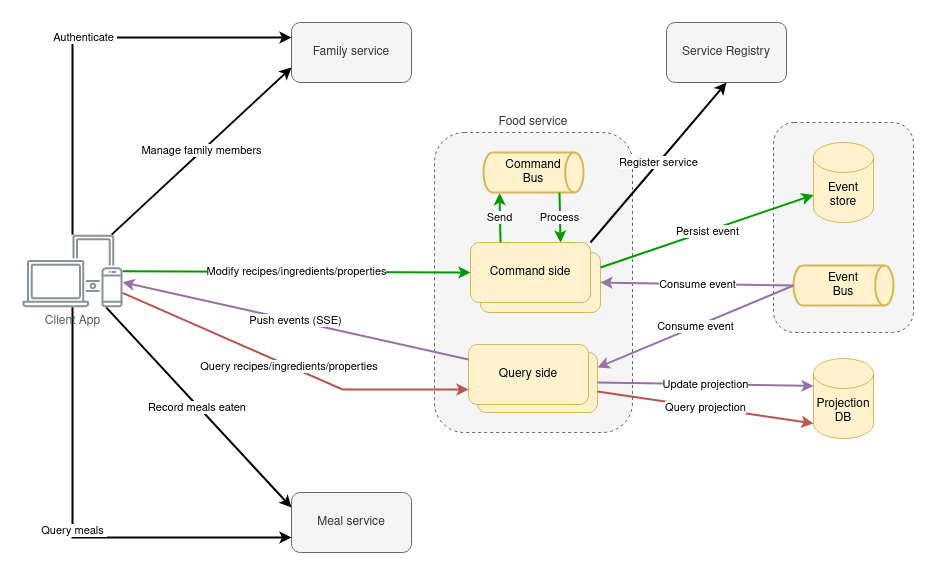 Authenticate
Family service
Service Registry
Food service
Manage family members
Command
Bus
Register service
Event
store
Send
Process
Persist event
Modify recipes/ingredients/properties
Command side
Consume event
Event
Bus
Client App
Push events (SSE)
Consume event
Query recipes/ingredients/properties
Query side
Update projection
Projection
DB
Record meals eaten
Query projection
Meal service
Query meals